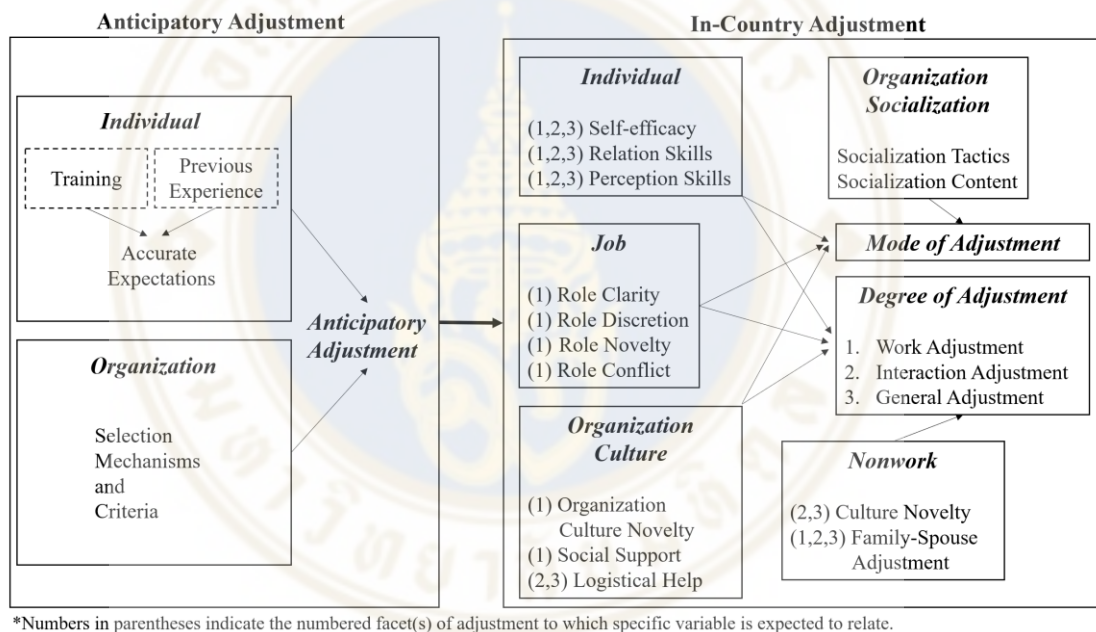 Anticipatory Adjustment
Individual
Training
Previous
Experience
Accurate
Expectations
Anticipatory
Adjustment
Organization
Selection
Mechanisms
and
Criteria
In-Country Adjustment
Individual
(1,2,3) Self-efficacy
(1,2,3) Relation Skills
(1,2,3) Perception Skills
Job
(1) Role Clarity
(1) Role Discretion
(1) Role Novelty
(1) Role Conflict
Organization
Culture
(1) Organization
Culture Novelty
(1) Social Support
(2,3) Logistical Help
Organization
Socialization
Socialization Tactics
Socialization Content
Mode of Adjustment
Degree of Adjustment
1. Work Adjustment
2. Interaction Adjustment
3. General Adjustment
Nonwork
(2,3) Culture Novelty
(1,2,3) Family-Spouse
Adjustment
*Numbers in parentheses indicate the numbered facet(s) of adjustment to which specific variable is expected to relate.